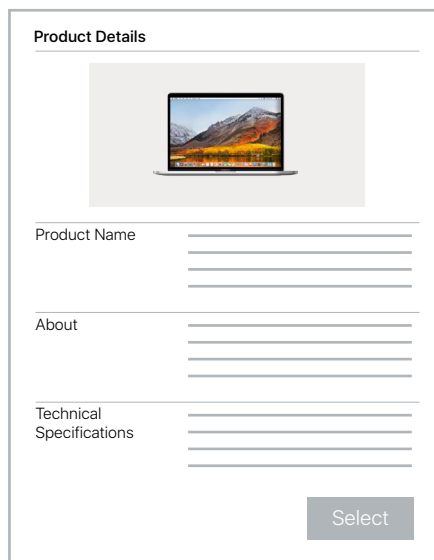 Product Details
Product Name
About
Technical
Specifications
Select